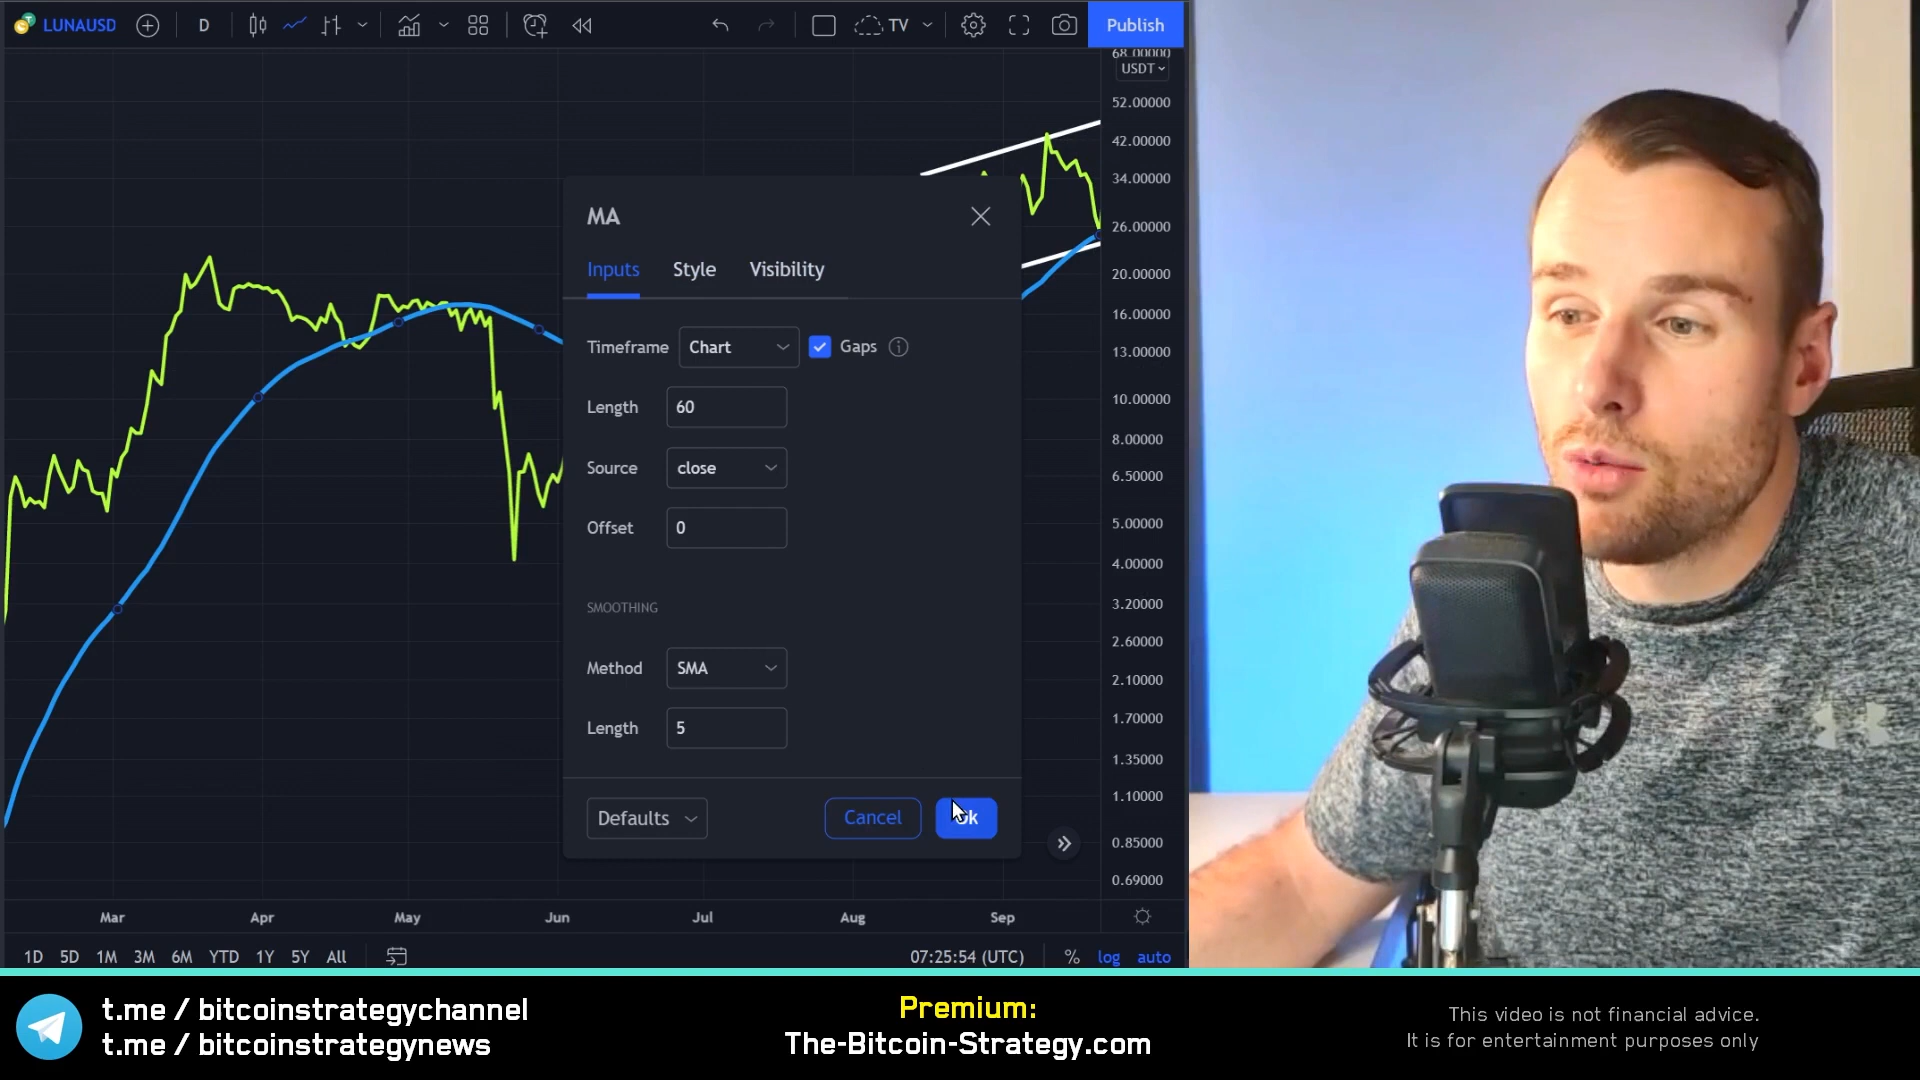 LUNAUSD
D
TV
Publish
68.00000
USDT
52.00000
42.00000
34.00000
26.00000
20.00000
16.00000
13.00000
10.00000
8.00000
6.50000
5.00000
4.00000
3.20000
2.60000
2.10000
1.70000
1.35000
1.10000
0.85000
0.69000
MA
Inputs Style Visibility
Timeframe Chart Gaps
Length 60
Source close
Offset 0
SMOOTHING
Method SMA
Length 5
Defaults Cancel Ok
Mar Apr May Jun Jul Aug Sep
1D 5D 1M 3M 6M YTD 1Y 5Y All 07:25:54 (UTC) % log auto
t.me / bitcoinstrategychannel
t.me / bitcoinstrategynews
Premium:
The-Bitcoin-Strategy.com
This video is not financial advice.
It is for entertainment purposes only